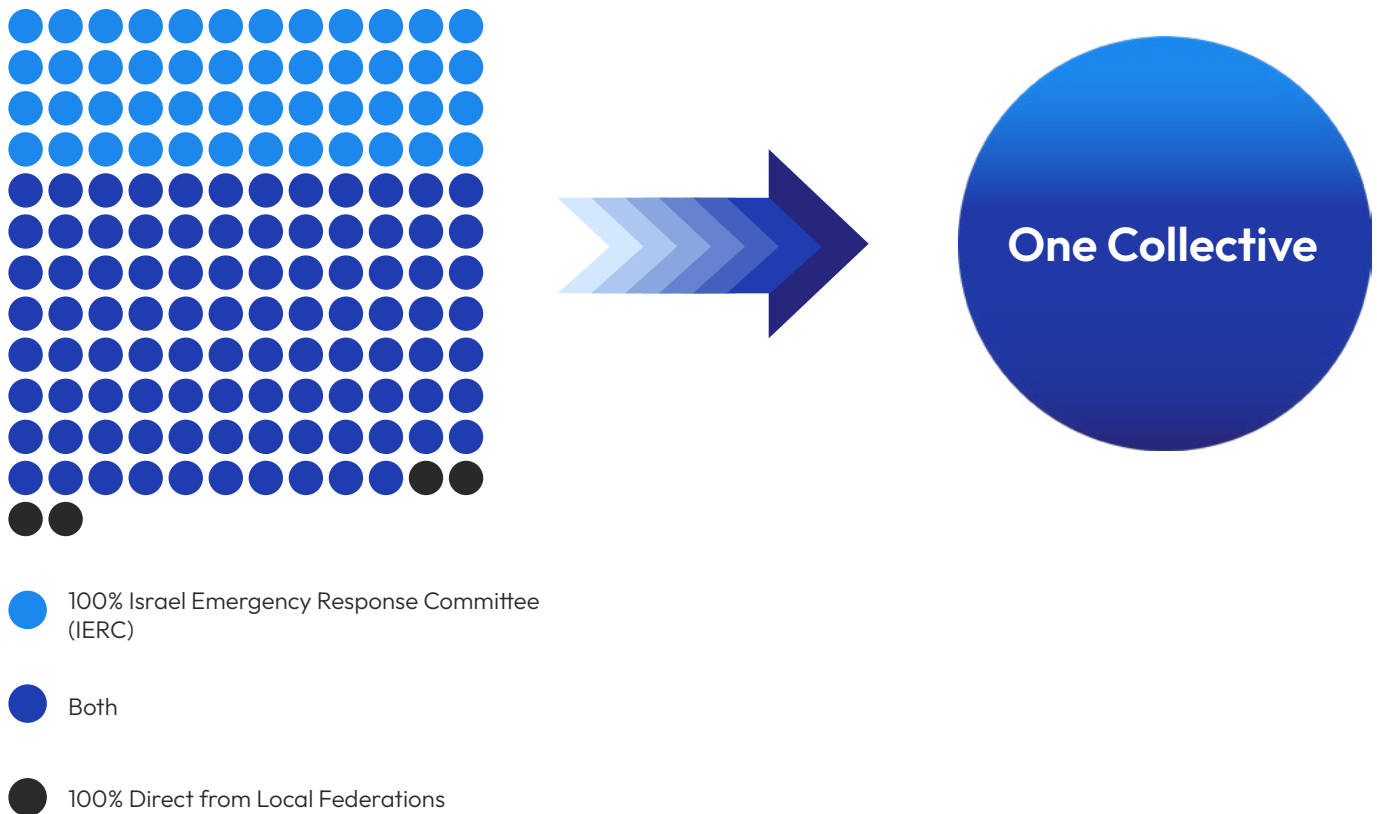 One Collective
100% Israel Emergency Response Committee
(IERC)
Both
100% Direct from Local Federations